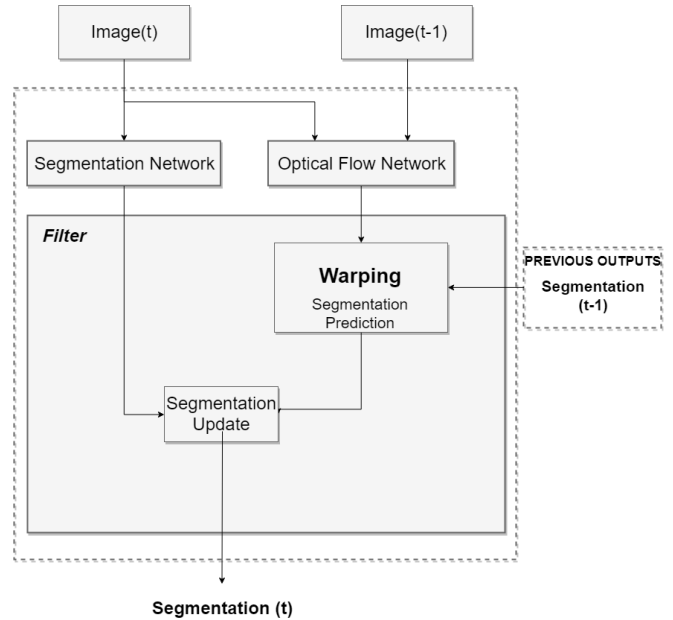 Image(t)
Image(t-1)
Segmentation Network
Optical Flow Network
Filter
Warping
Segmentation
Prediction
PREVIOUS OUTPUTS
Segmentation
(t-1)
Segmentation
Update
Segmentation (t)